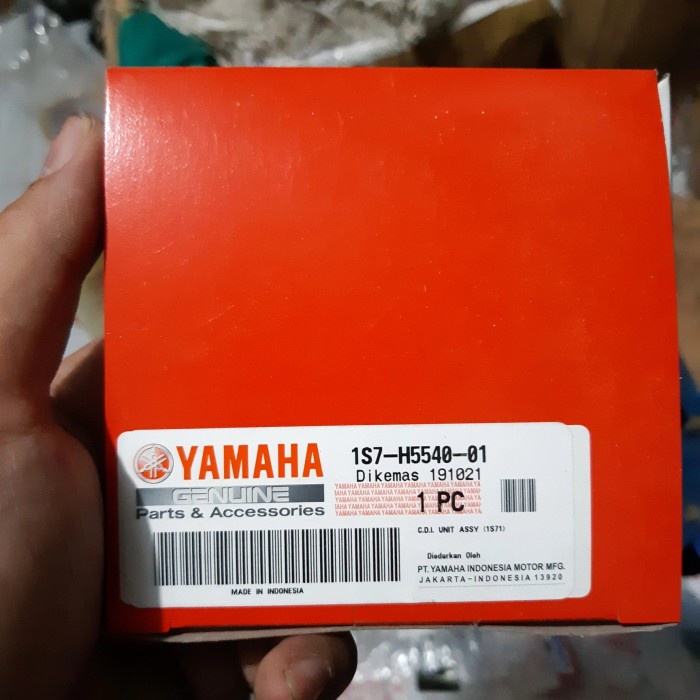 YAMAHA
GENUINE
Parts & Accessories
MADE IN INDONESIA
1S7-H5540-01
Dikemas 191021
1 PC
C.D.I. UNIT ASSY (1S71)
Diedarkan Oleh
PT.YAMAHA INDONESIA MOTOR MFG.
JAKARTA-INDONESIA 13920